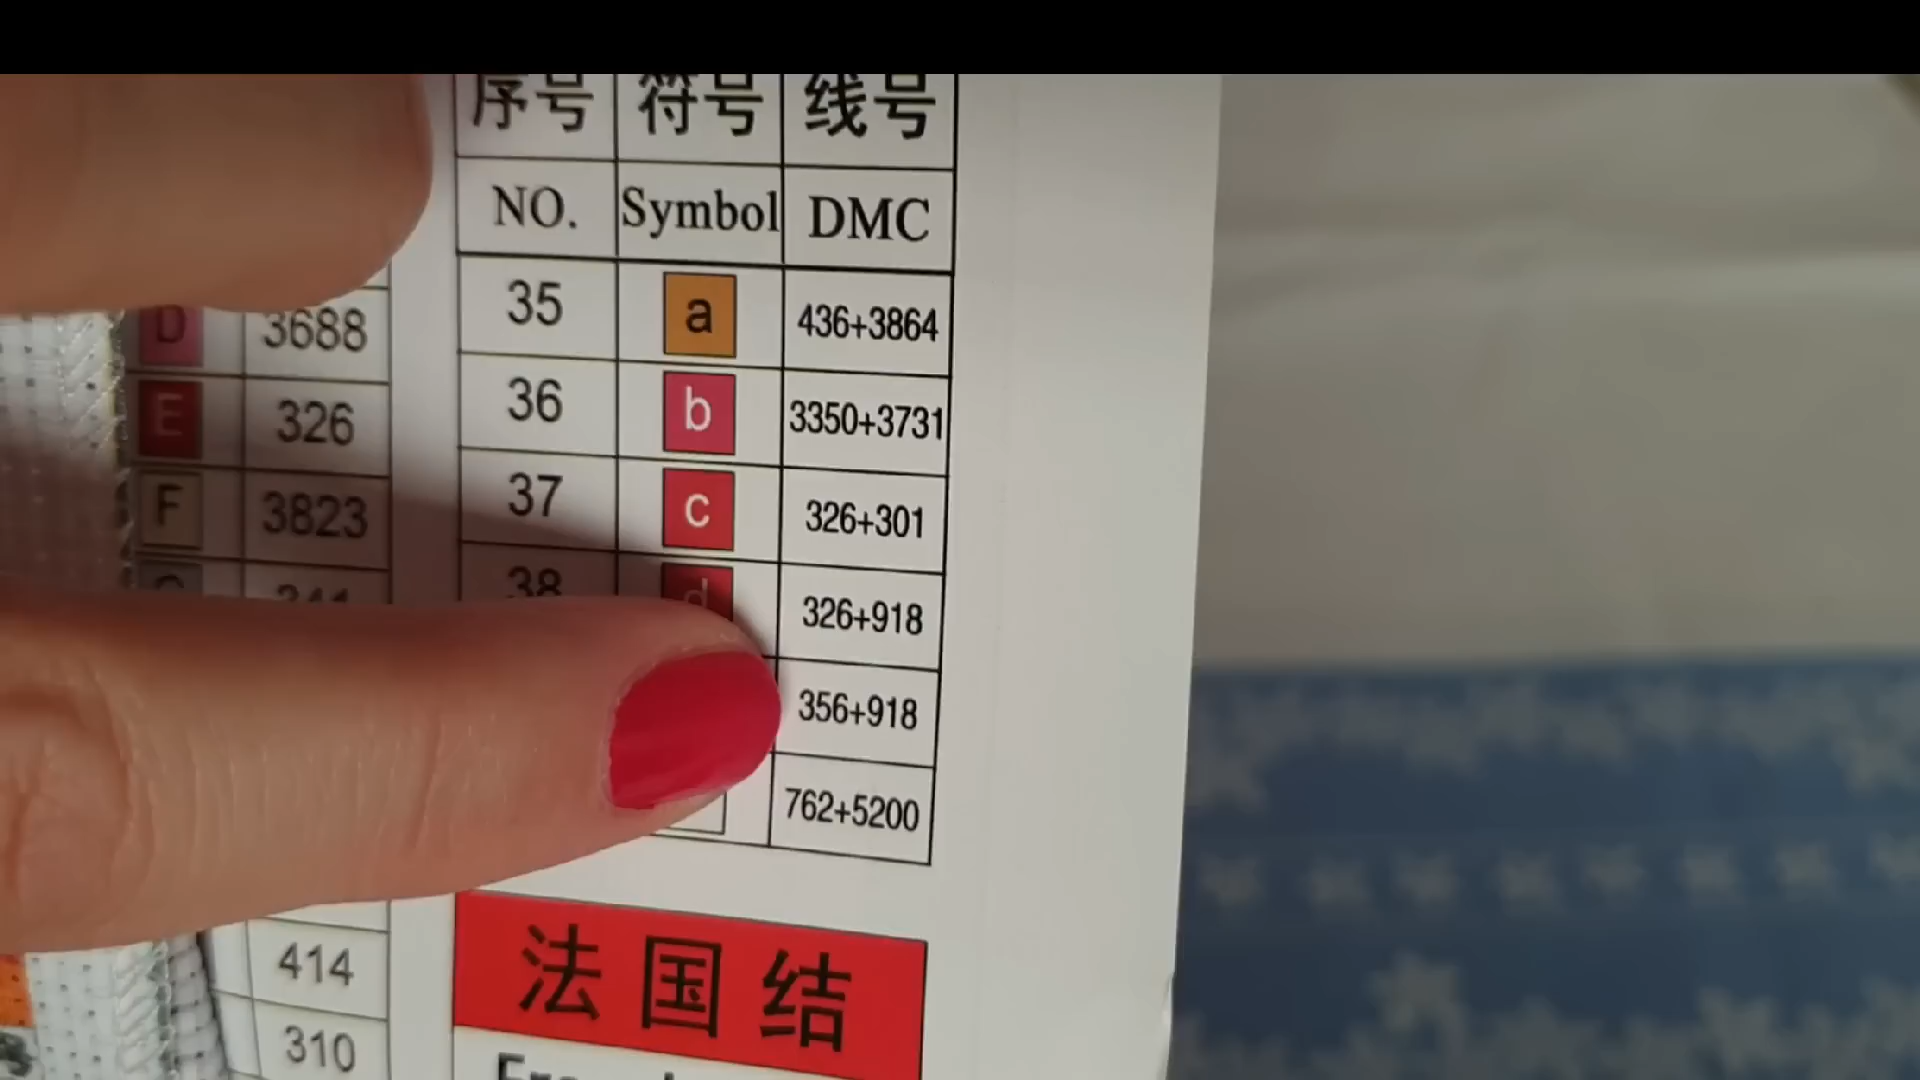 序号 符号 线号
NO. Symbol DMC
35 a 436+3864
36 b 3350+3731
37 c 326+301
38 d 326+918
356+918
762+5200
D 3688
E 326
F 3823
414
310
法国结